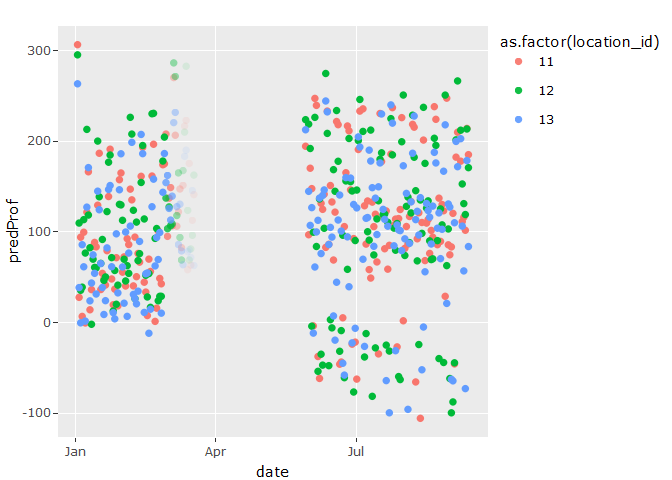 as.factor(location_id)
11
12
13
predProf
300
200
100
0
-100
Jan
Apr
Jul
date